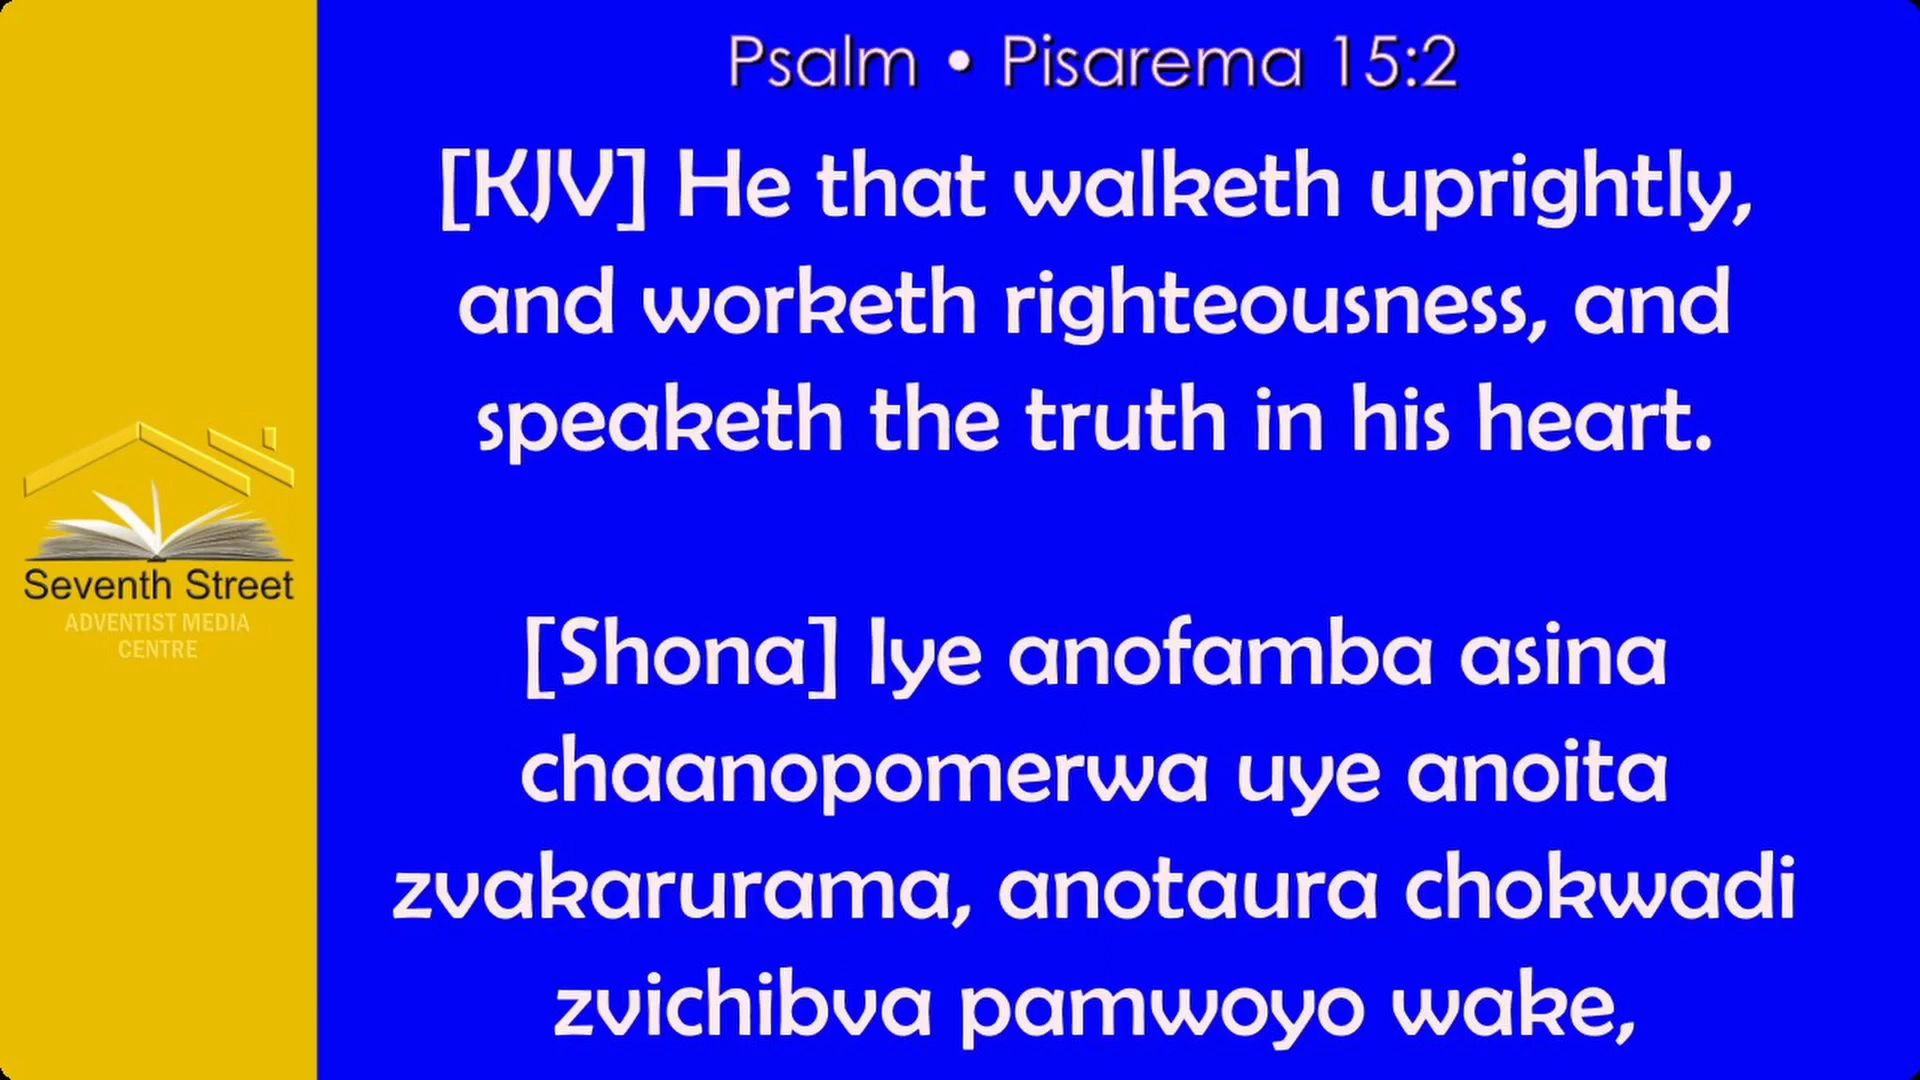 Psalm • Pisarema 15:2
[KJV] He that walketh uprightly,
and worketh righteousness, and
speaketh the truth in his heart.
[Shona] Iye anofamba asina
chaanopomerwa uye anoita
zvakarurama, anotaura chokwadi
zvichibva pamwoyo wake,
Seventh Street
ADVENTIST MEDIA
CENTRE